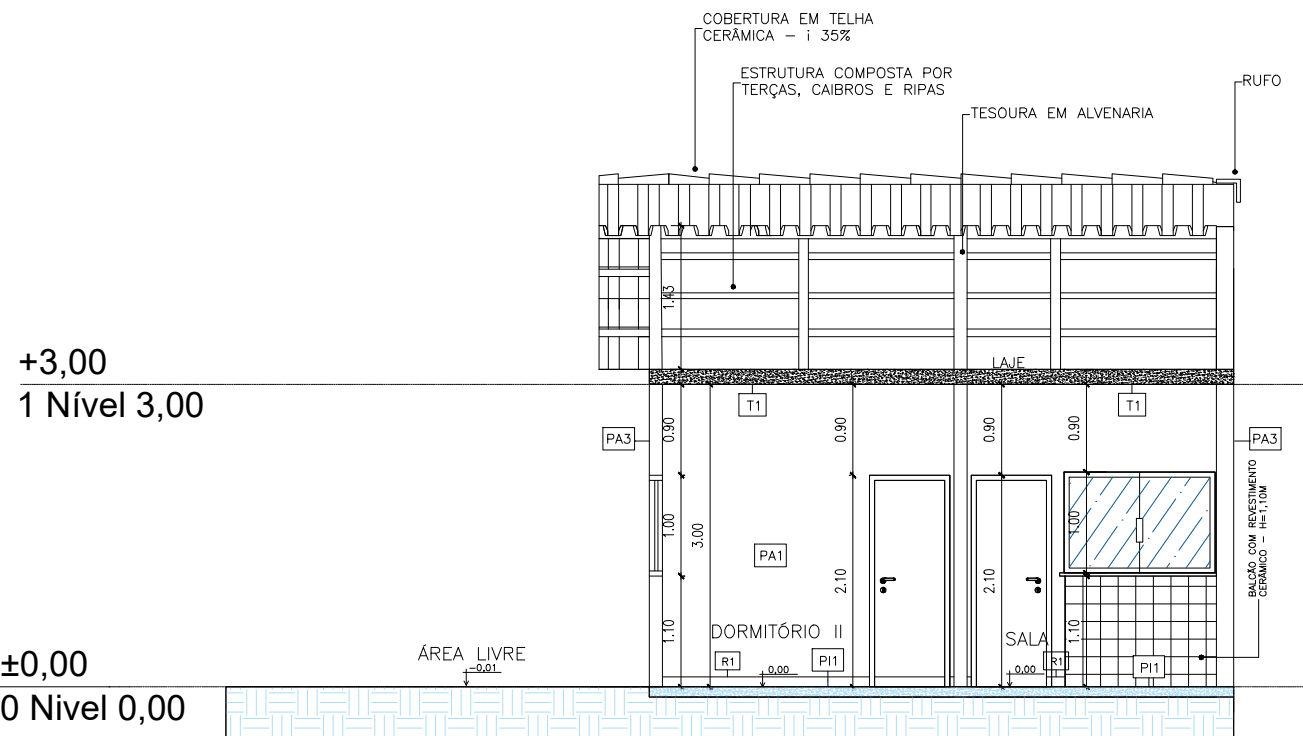 COBERTURA EM TELHA
CERÂMICA – i 35%
ESTRUTURA COMPOSTA POR
TERÇAS, CAIBROS E RIPAS
RUFO
TESOURA EM ALVENARIA
1.43
+3,00
LAJE
1 Nível 3,00
T1
T1
PA3
0.90
0.90
0.90
0.90
PA3
BALCÃO COM REVESTIMENTO
CERÂMICO – H=1,10M
1.00
3.00
1.00
PA1
2.10
2.10
1.10
DORMITÓRIO II
SALA
1.10
±0,00
ÁREA LIVRE
-0,01
R1
0,00
PI1
0,00
R1
PI1
0 Nivel 0,00